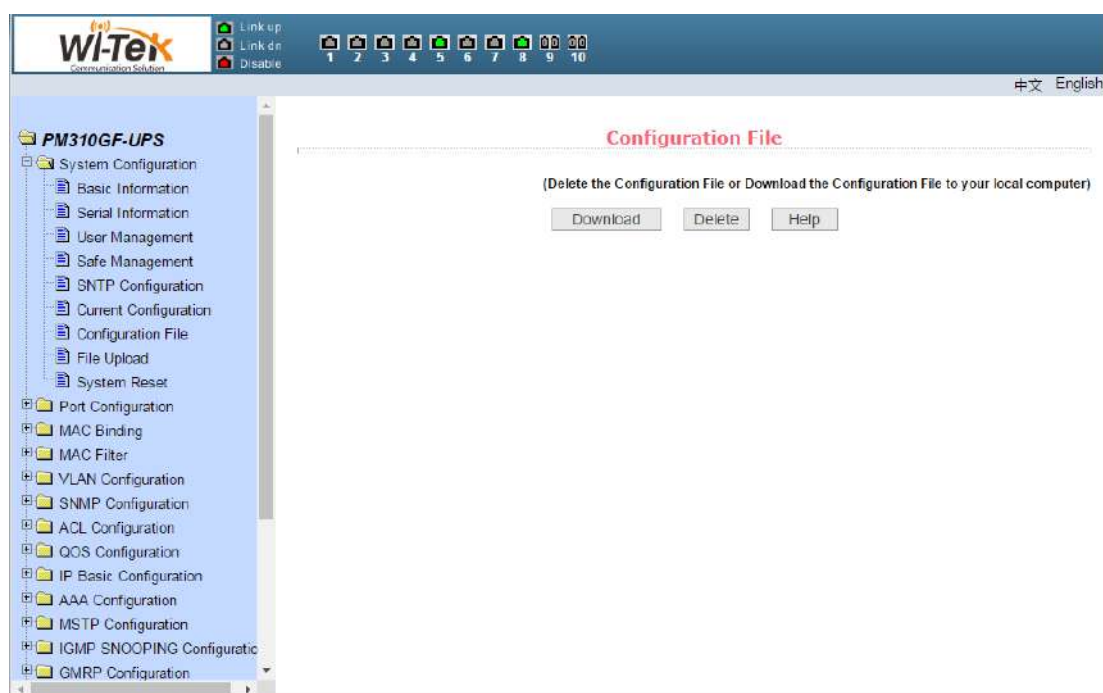 WI-Tek
Communication Solution
Link up
Link dn
Disable
1 2 3 4 5 6 7 8 9 10
中文 English
PM310GF-UPS
System Configuration
Basic Information
Serial Information
User Management
Safe Management
SNTP Configuration
Current Configuration
Configuration File
File Upload
System Reset
Port Configuration
MAC Binding
MAC Filter
VLAN Configuration
SNMP Configuration
ACL Configuration
QOS Configuration
IP Basic Configuration
AAA Configuration
MSTP Configuration
IGMP SNOOPING Configuratic
GMRP Configuration
Configuration File
(Delete the Configuration File or Download the Configuration File to your local computer)
Download Delete Help